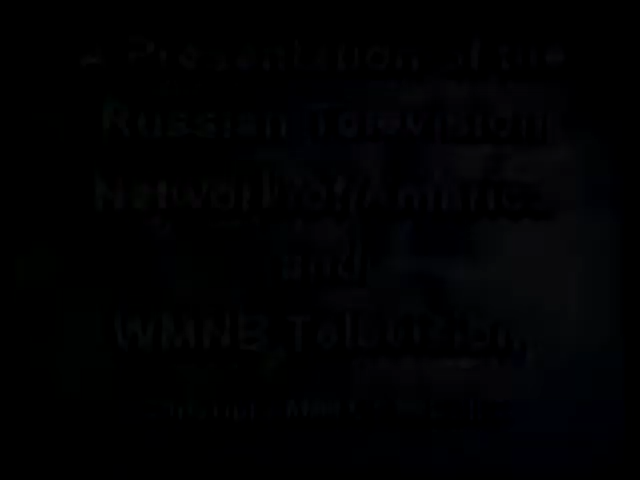 A Presentation of the
Russian Television
Network of America
and
WMNB Television